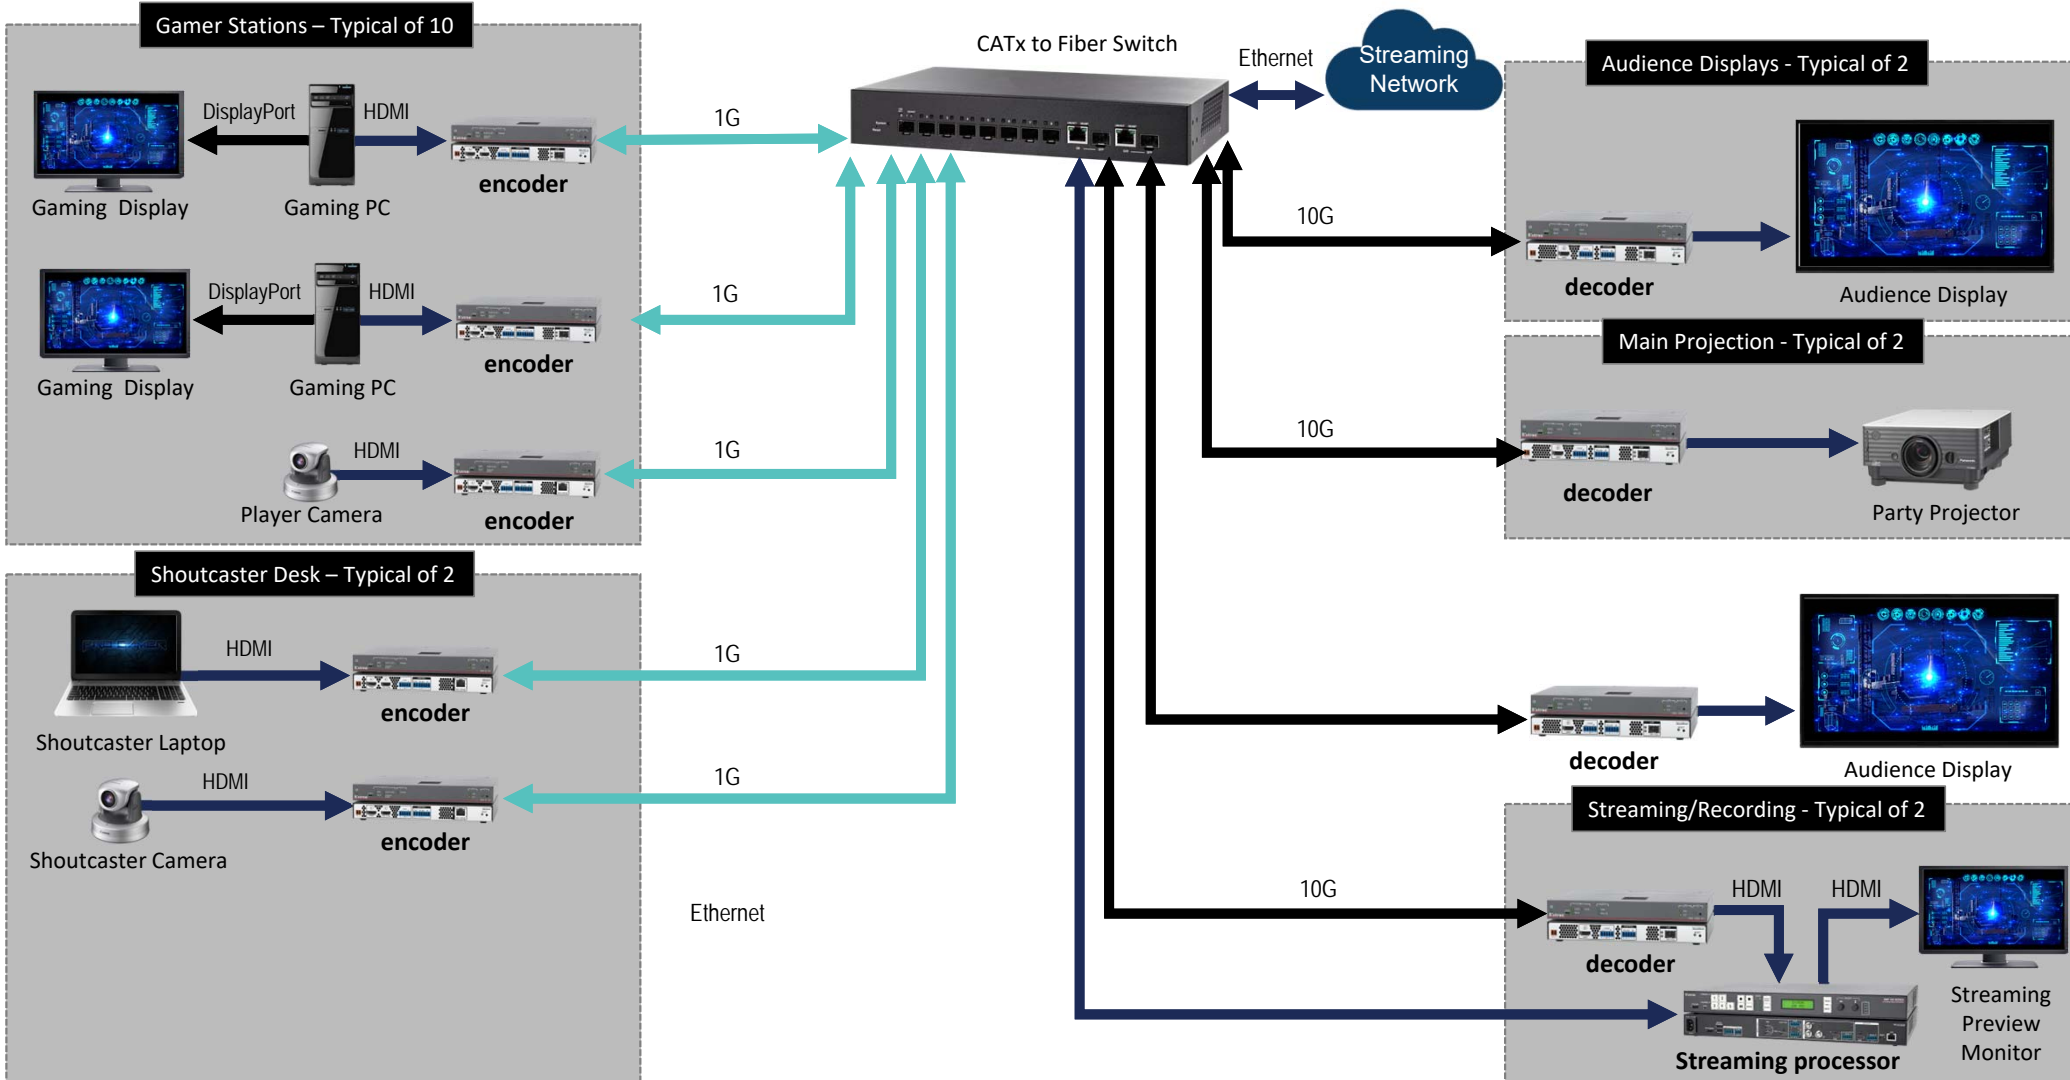 Gamer Stations – Typical of 10
DisplayPort
HDMI
Gaming Display
Gaming PC
encoder
DisplayPort
HDMI
Gaming Display
Gaming PC
encoder
HDMI
Player Camera
encoder
Shoutcaster Desk – Typical of 2
HDMI
Shoutcaster Laptop
encoder
HDMI
Shoutcaster Camera
encoder
1G
1G
1G
1G
1G
Ethernet
CATx to Fiber Switch
Ethernet
Streaming
Network
10G
10G
10G
Audience Displays - Typical of 2
decoder
Audience Display
Main Projection - Typical of 2
decoder
Party Projector
decoder
Audience Display
Streaming/Recording - Typical of 2
HDMI
HDMI
decoder
Streaming
Preview
Monitor
Streaming processor